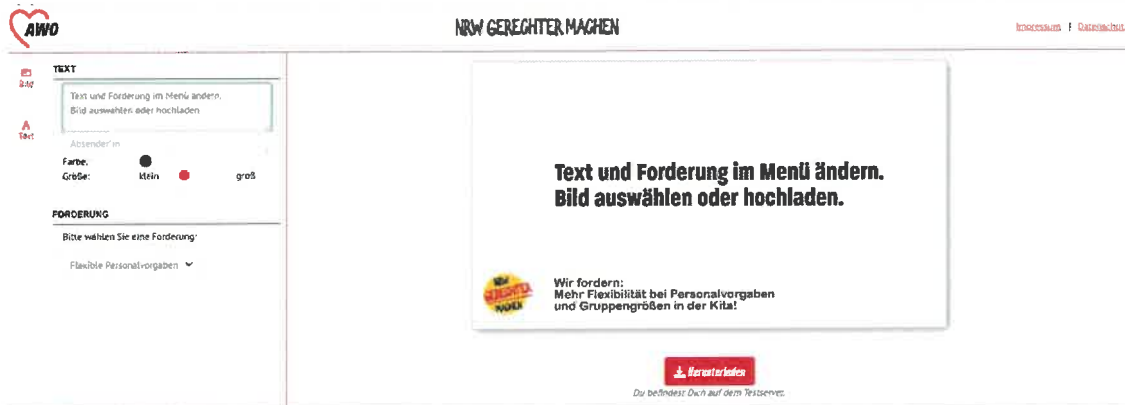 AWO
NRW GERECHTER MACHEN
Impressum | Datenschut
Bild
Text
TEXT
Text und Forderung im Menü ändern.
Bild auswählen oder hochladen
Absender*in
Farbe:
Größe: klein groß
FORDERUNG
Bitte wählen Sie eine Forderung:
Flexible Personalvorgaben
Text und Forderung im Menü ändern.
Bild auswählen oder hochladen.
NRW
GERECHTER
MACHEN
Wir fordern:
Mehr Flexibilität bei Personalvorgaben
und Gruppengrößen in der Kita!
Herunterladen
Du befindest Dich auf dem Testserver.